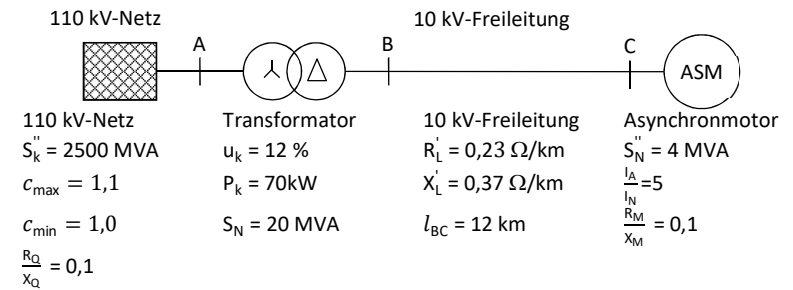 110 kV-Netz 10 kV-Freileitung
A B C ASM
110 kV-Netz Transformator 10 kV-Freileitung Asynchronmotor
S''k = 2500 MVA uk = 12 % R'L = 0,23 Ω/km S''N = 4 MVA
cmax = 1,1 Pk = 70kW X'L = 0,37 Ω/km IA/IN =5
cmin = 1,0 SN = 20 MVA lBC = 12 km RM/XM = 0,1
RQ/XQ = 0,1